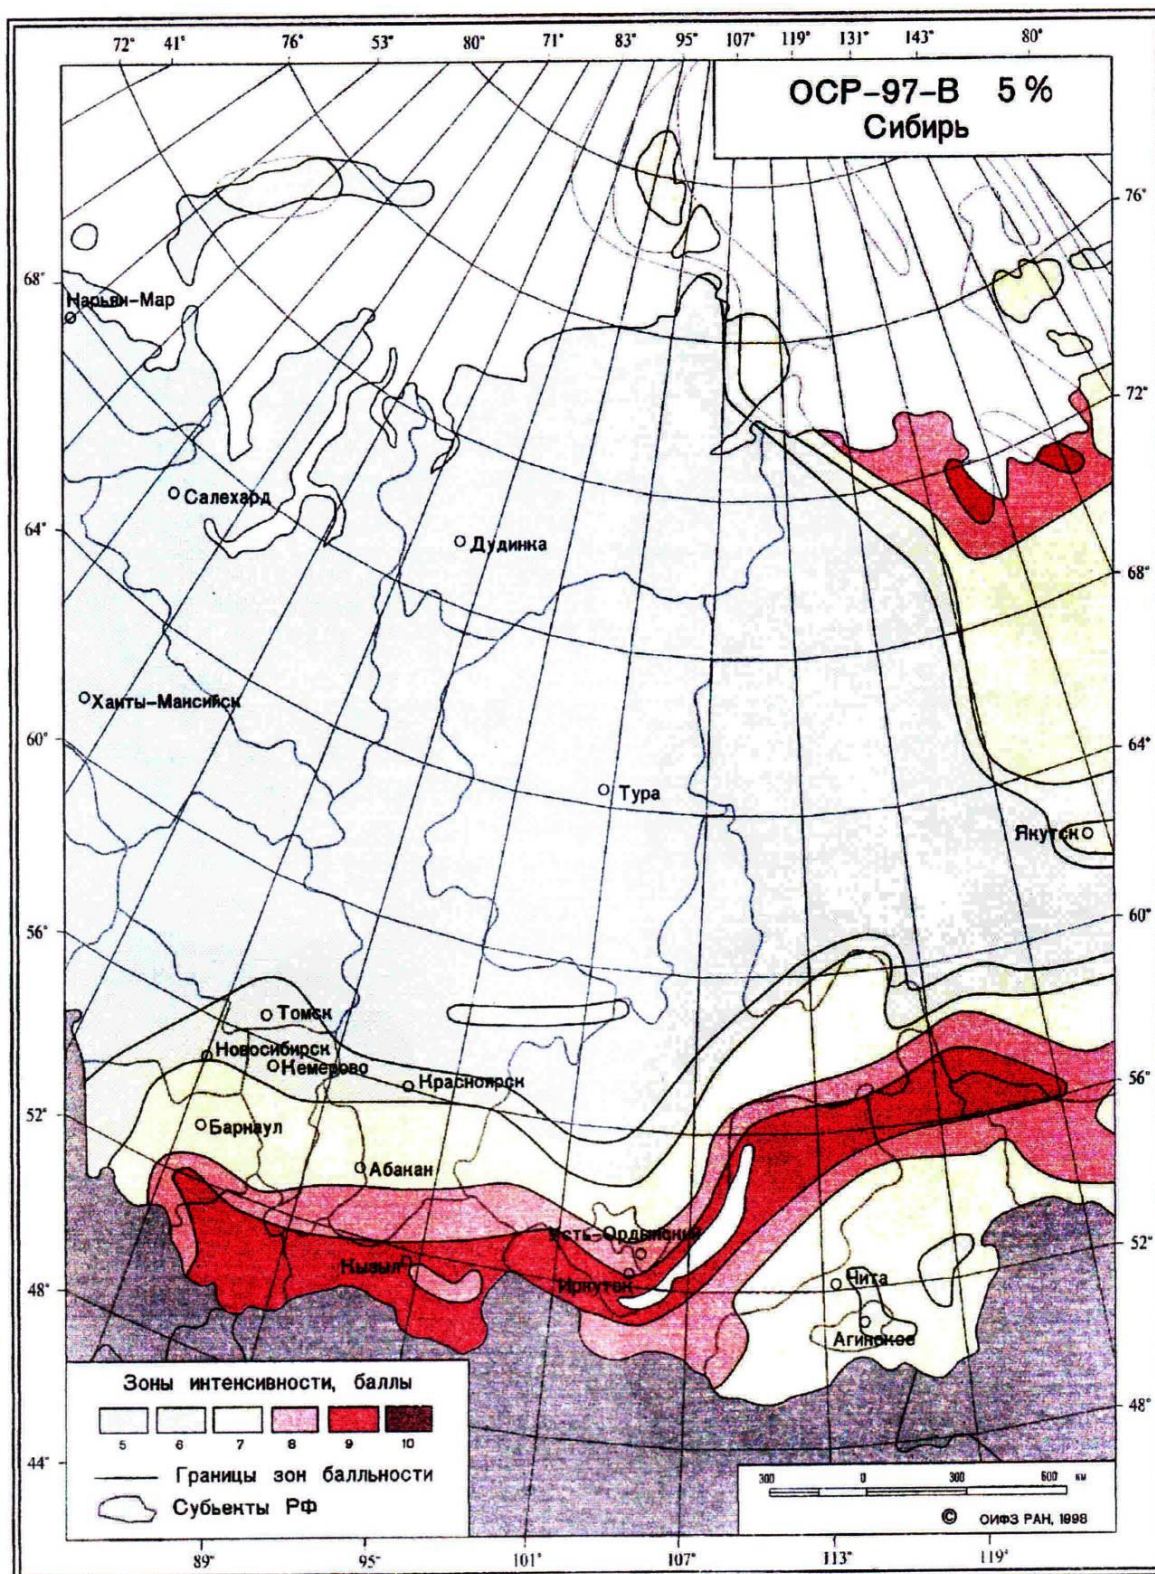 72° 41° 76° 53° 80° 71° 83° 95° 107° 119° 131° 143° 80°
ОСР-97-В 5%
Сибирь
76°
68°
Нарьян-Мар
72°
Салехард
64°
Дудинка
68°
Ханты-Мансийск
60°
64°
Тура
Якутск
60°
56°
Томск
Новосибирск
Кемерово
Красноярск
56°
52°
Барнаул
Абакан
Усть-Ордынский
52°
Кызыл
Иркутск
Чита
48°
Агинское
Зоны интенсивности, баллы
5 6 7 8 9 10
48°
Границы зон балльности
44°
Субъекты РФ
300 0 300 600 км
© ОИФЗ РАН, 1998
89° 95° 101° 107° 113° 119°